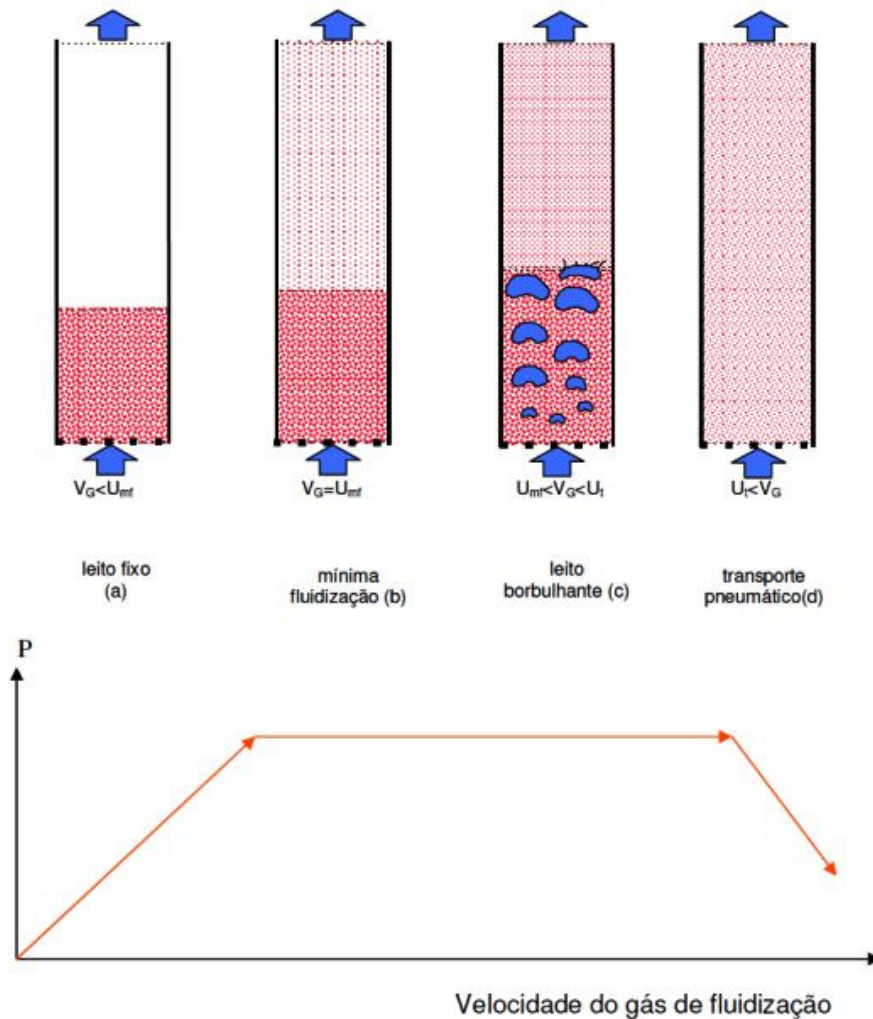 V_G<U_mf
V_G=U_mf
U_mf<V_G<U_t
U_t<V_G
leito fixo
(a)
mínima
fluidização (b)
leito
borbulhante (c)
transporte
pneumático(d)
P
Velocidade do gás de fluidização